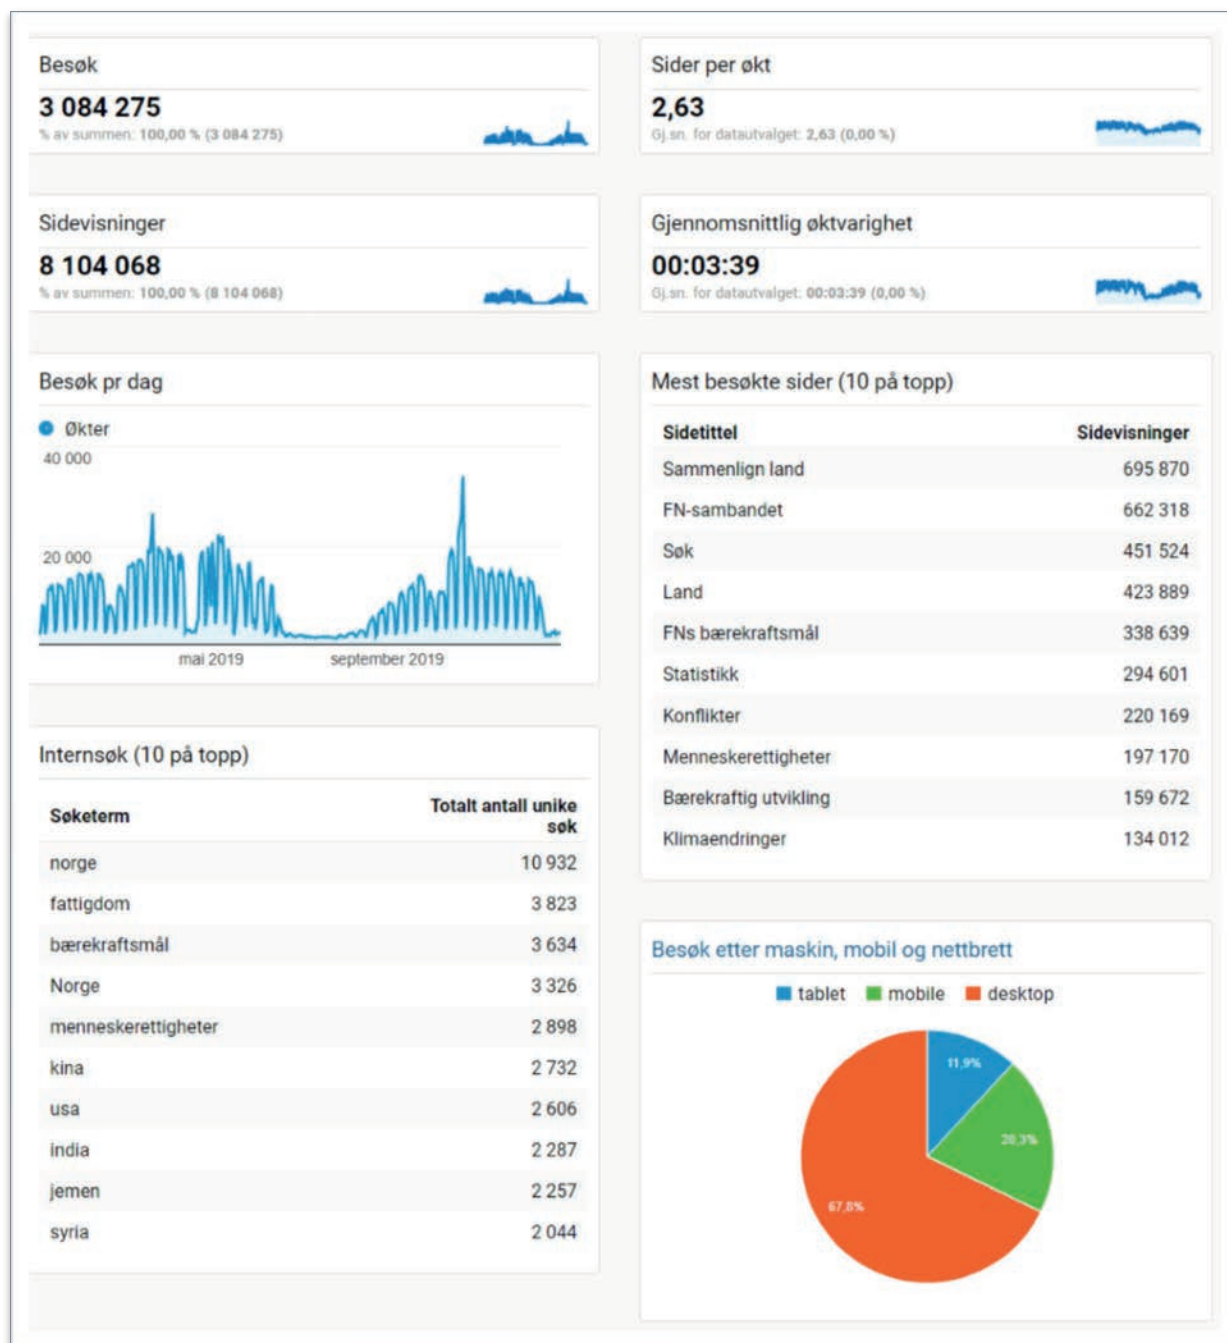 Besøk
3 084 275
% av summen: 100,00 % (3 084 275)
Sider per økt
2,63
Gj.sn. for datautvalget: 2,63 (0,00 %)
Sidevisninger
8 104 068
% av summen: 100,00 % (8 104 068)
Gjennomsnittlig øktvarighet
00:03:39
Gj.sn. for datautvalget: 00:03:39 (0,00 %)
Besøk pr dag
Økter
40 000
20 000
mai 2019 september 2019
Internsøk (10 på topp)
Søketerm Totalt antall unike
søk
norge 10 932
fattigdom 3 823
bærekraftsmål 3 634
Norge 3 326
menneskerettigheter 2 898
kina 2 732
usa 2 606
india 2 287
jemen 2 257
syria 2 044
Mest besøkte sider (10 på topp)
Sidetittel Sidevisninger
Sammenlign land 695 870
FN-sambandet 662 318
Søk 451 524
Land 423 889
FNs bærekraftsmål 338 639
Statistikk 294 601
Konflikter 220 169
Menneskerettigheter 197 170
Bærekraftig utvikling 159 672
Klimaendringer 134 012
Besøk etter maskin, mobil og nettbrett
tablet mobile desktop
11,9%
20,3%
67,8%